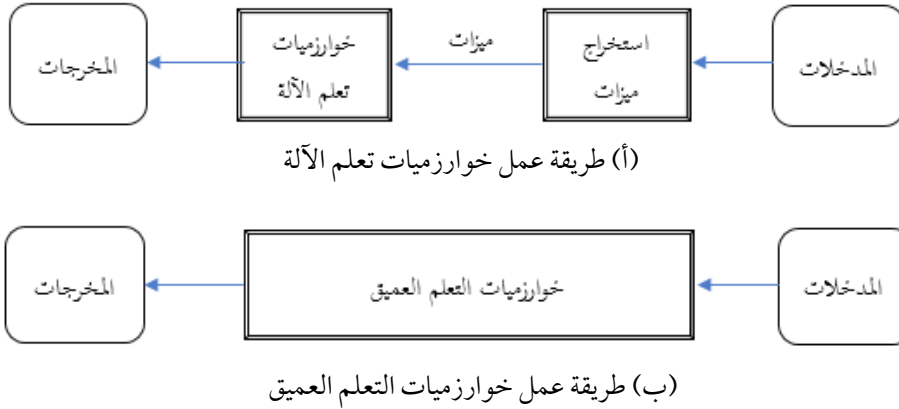 المدخلات
استخراج
ميزات
ميزات
خوارزميات
تعلم الآلة
المخرجات
(أ) طريقة عمل خوارزميات تعلم الآلة
المدخلات
خوارزميات التعلم العميق
المخرجات
(ب) طريقة عمل خوارزميات التعلم العميق